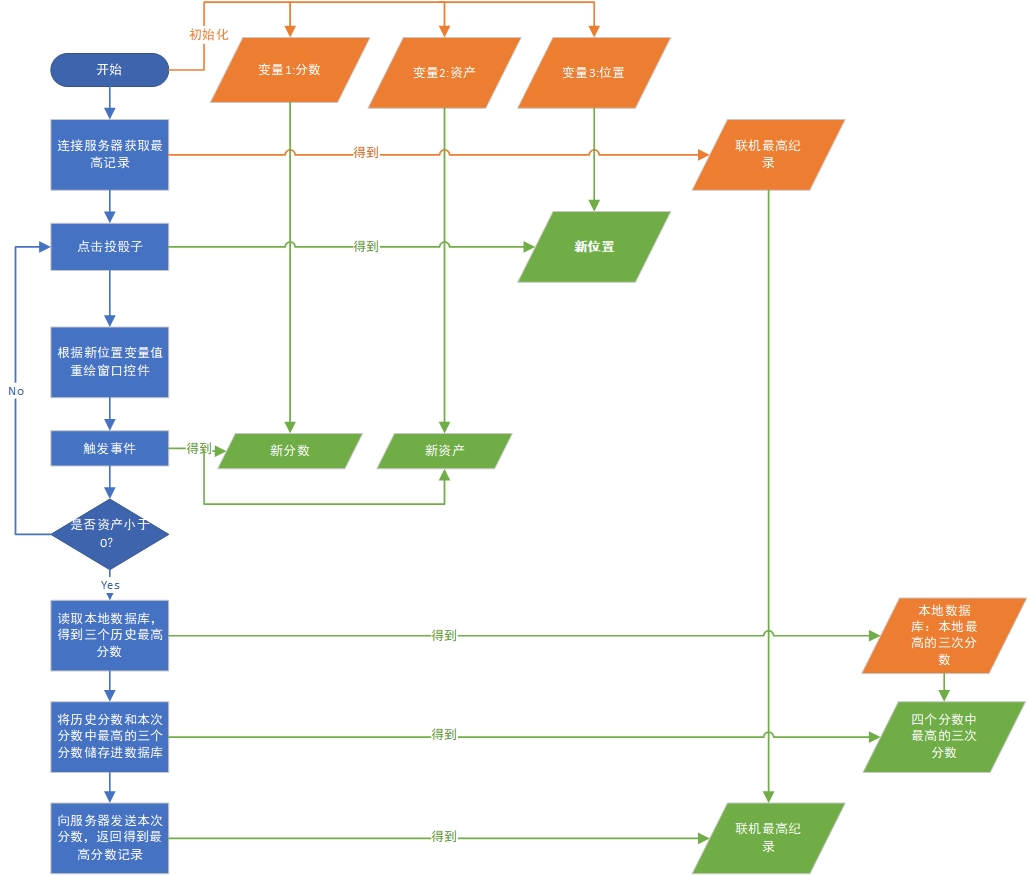 初始化
开始
变量1:分数
变量2:资产
变量3:位置
连接服务器获取最
高记录
得到
联机最高纪
录
点击投骰子
得到
新位置
根据新位置变量值
重绘窗口控件
No
触发事件
得到
新分数
新资产
是否资产小于
0?
Yes
读取本地数据库，
得到三个历史最高
分数
得到
本地数据
库：本地最
高的三次分
数
将历史分数和本次
分数中最高的三个
分数储存进数据库
得到
四个分数中
最高的三次
分数
向服务器发送本次
分数，返回得到最
高分数记录
得到
联机最高纪
录